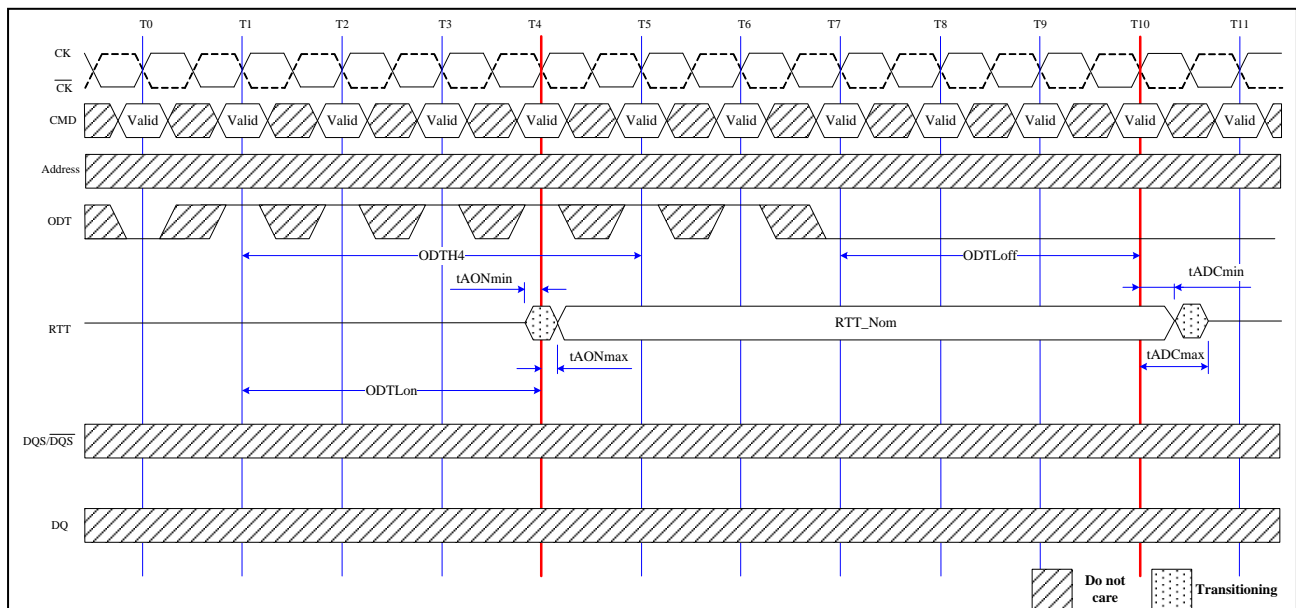 T0 T1 T2 T3 T4 T5 T6 T7 T8 T9 T10 T11
CK
CK
CMD Valid Valid Valid Valid Valid Valid Valid Valid Valid Valid Valid Valid
Address
ODT
ODTH4 ODTLoff
tAONmin tADCmin
RTT RTT_Nom
tAONmax tADCmax
ODTLon
DQS/DQS
DQ
Do not care
Transitioning